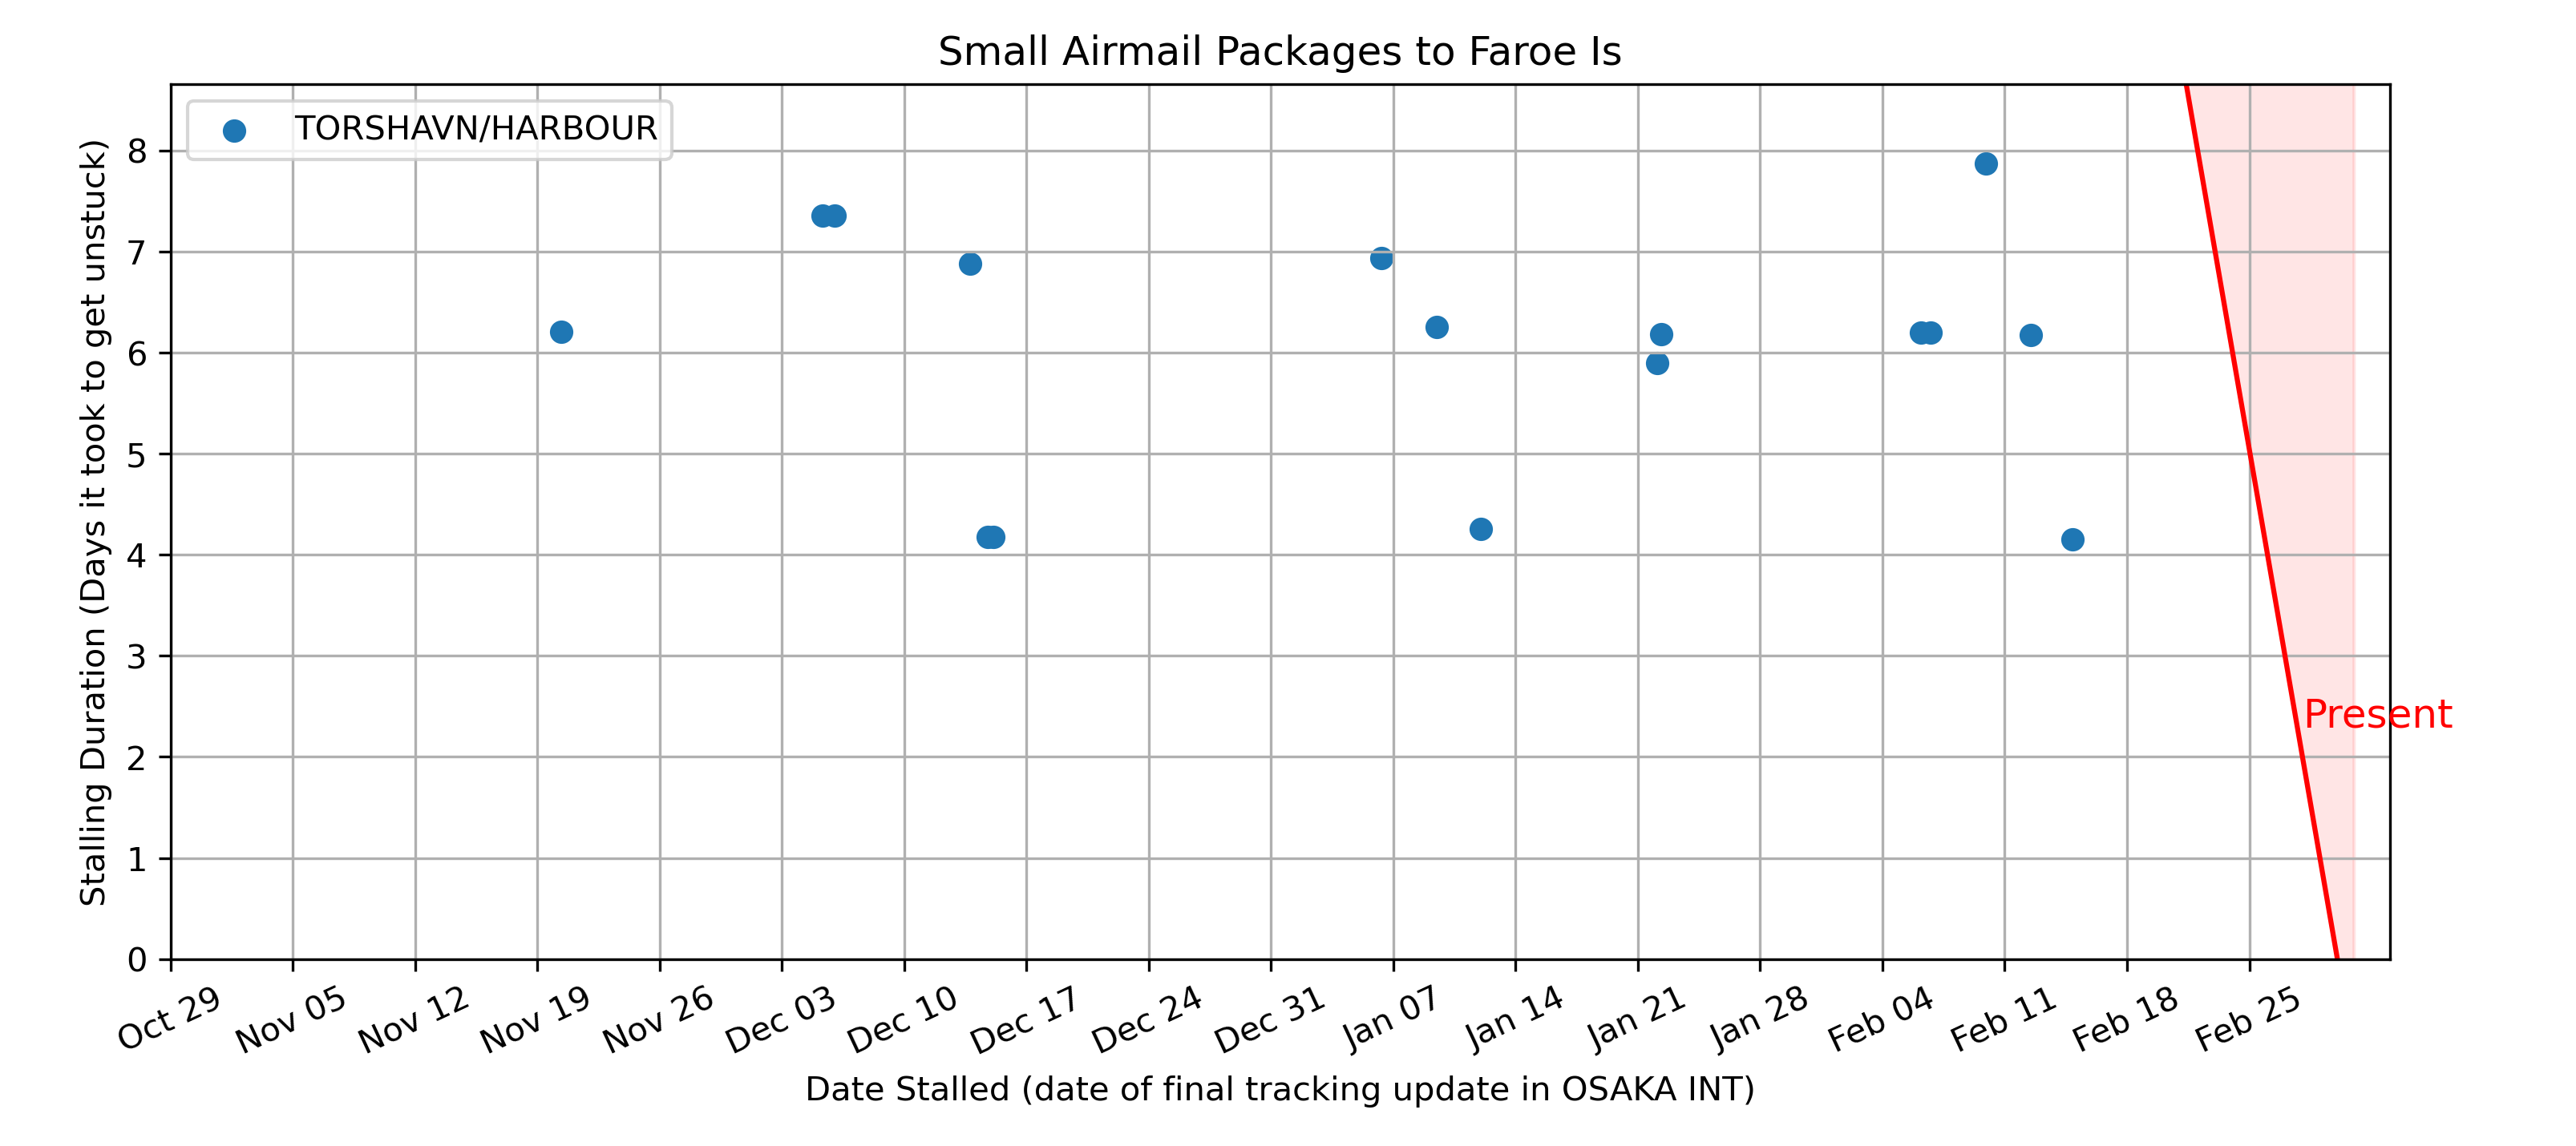 Small Airmail Packages to Faroe Is
TORSHAVN/HARBOUR
Stalling Duration (Days it took to get unstuck)
8
7
6
5
4
3
2
1
0
Present
Oct 29
Nov 05
Nov 12
Nov 19
Nov 26
Dec 03
Dec 10
Dec 17
Dec 24
Dec 31
Jan 07
Jan 14
Jan 21
Jan 28
Feb 04
Feb 11
Feb 18
Feb 25
Date Stalled (date of final tracking update in OSAKA INT)